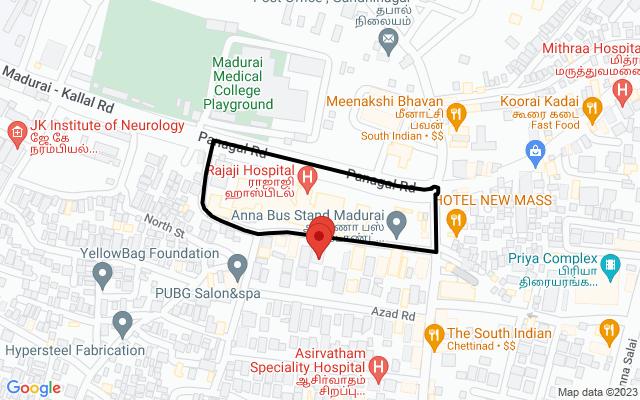 Post Office, Gandhinagar
தபால்
நிலையம்
Madurai
Medical
College
Playground
Mithraa Hospital
மித்ரா
மருத்துவமனை
Madurai - Kallal Rd
Meenakshi Bhavan
மீனாட்சி
பவன்
South Indian • $$
Koorai Kadai
கூரை கடை
Fast Food
JK Institute of Neurology
ஜே.கே
நரம்பியல்...
Panagal Rd
Rajaji Hospital
ராஜாஜி
ஹாஸ்பிடல்
Panagal Rd
HOTEL NEW MASS
North St
Anna Bus Stand Madurai
YellowBag Foundation
Priya Complex
பிரியா
திரையரங்க...
PUBG Salon&spa
Azad Rd
The South Indian
Chettinad • $$
Hypersteel Fabrication
Asirvatham
Speciality Hospital
ஆசிர்வாதம்
சிறப்பு...
Anna Salai
Google
Map data ©2023